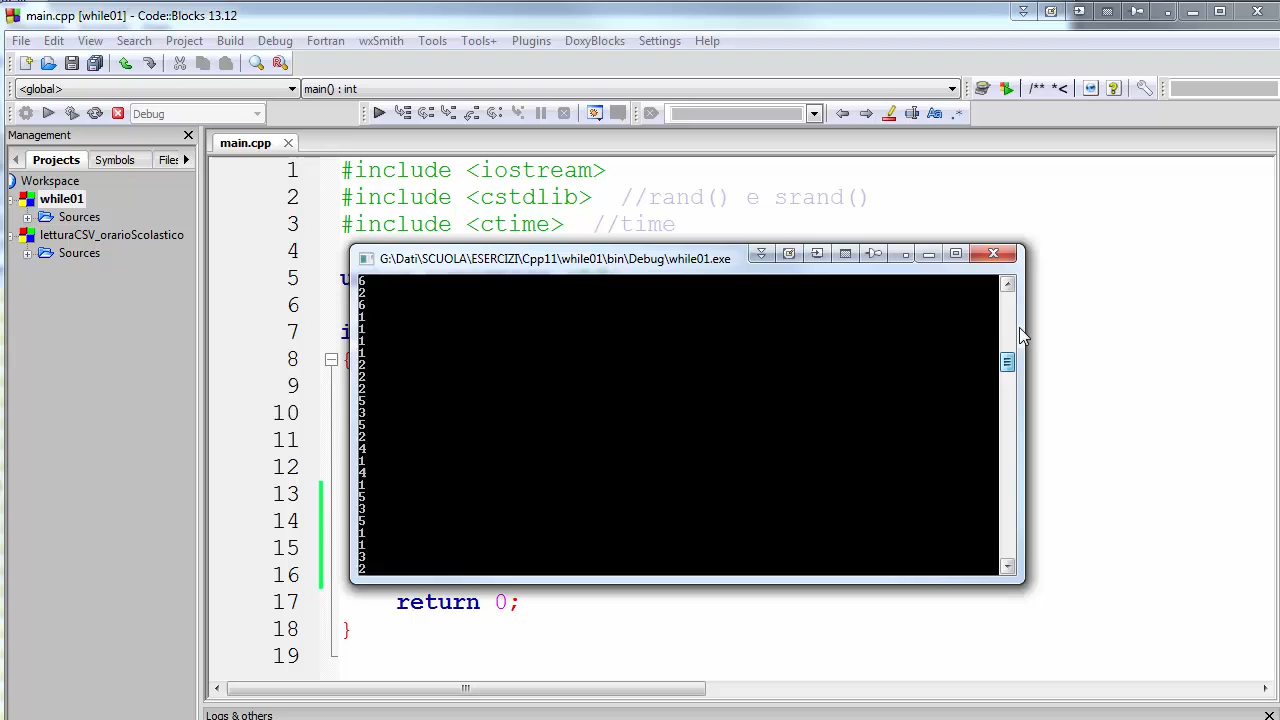 main.cpp [while01] - Code::Blocks 13.12
File Edit View Search Project Build Debug Fortran wxSmith Tools Tools+ Plugins DoxyBlocks Settings Help
<global> main() : int /** *<
Debug Aa .*
Management
main.cpp
Projects Symbols Files
Workspace
while01
Sources
letturaCSV_orarioScolastico
Sources
1 #include <iostream>
2 #include <cstdlib> //rand() e srand()
3 #include <ctime> //time
4
5 u
6
7 i
8 {
9
10
11
12
13
14
15
16
17 return 0;
18 }
19
G:\Dati\SCUOLA\ESERCIZI\Cpp11\while01\bin\Debug\while01.exe
6
2
6
1
1
1
1
2
2
2
5
3
5
2
4
1
4
1
5
3
5
1
1
3
2
Logs & others